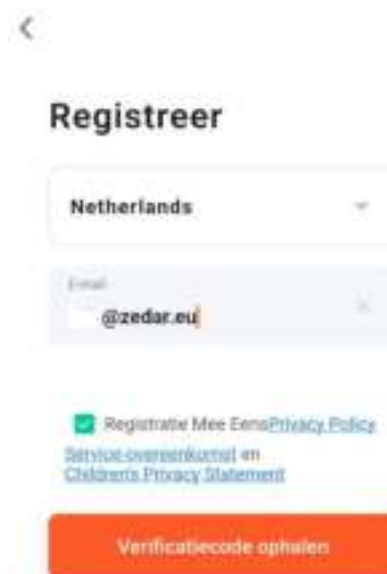 Registreer
Netherlands
E-mail
@zedar.eu
Registratie Mee EensPrivacy Policy
Service-overeenkomst en
Children's Privacy Statement
Verificatiecode ophalen